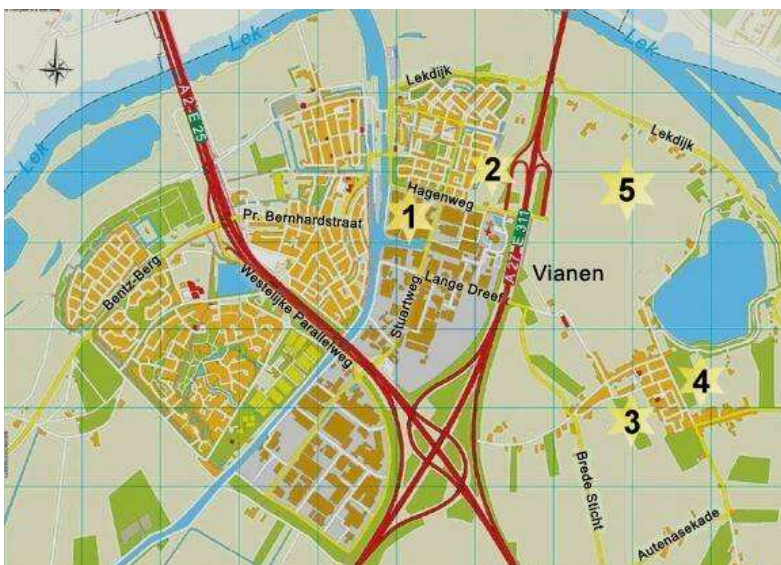 Lek
Lekdijk
A 2 - E 25
Lekdijk
Lek
2
5
Hagenweg
1
Pr. Bernhardstraat
A 27 - E 311
Vianen
Bentz-Berg
Westelijke Parallelweg
Stuartweg
Lange Dreef
4
3
Brede Sticht
Autenasekade